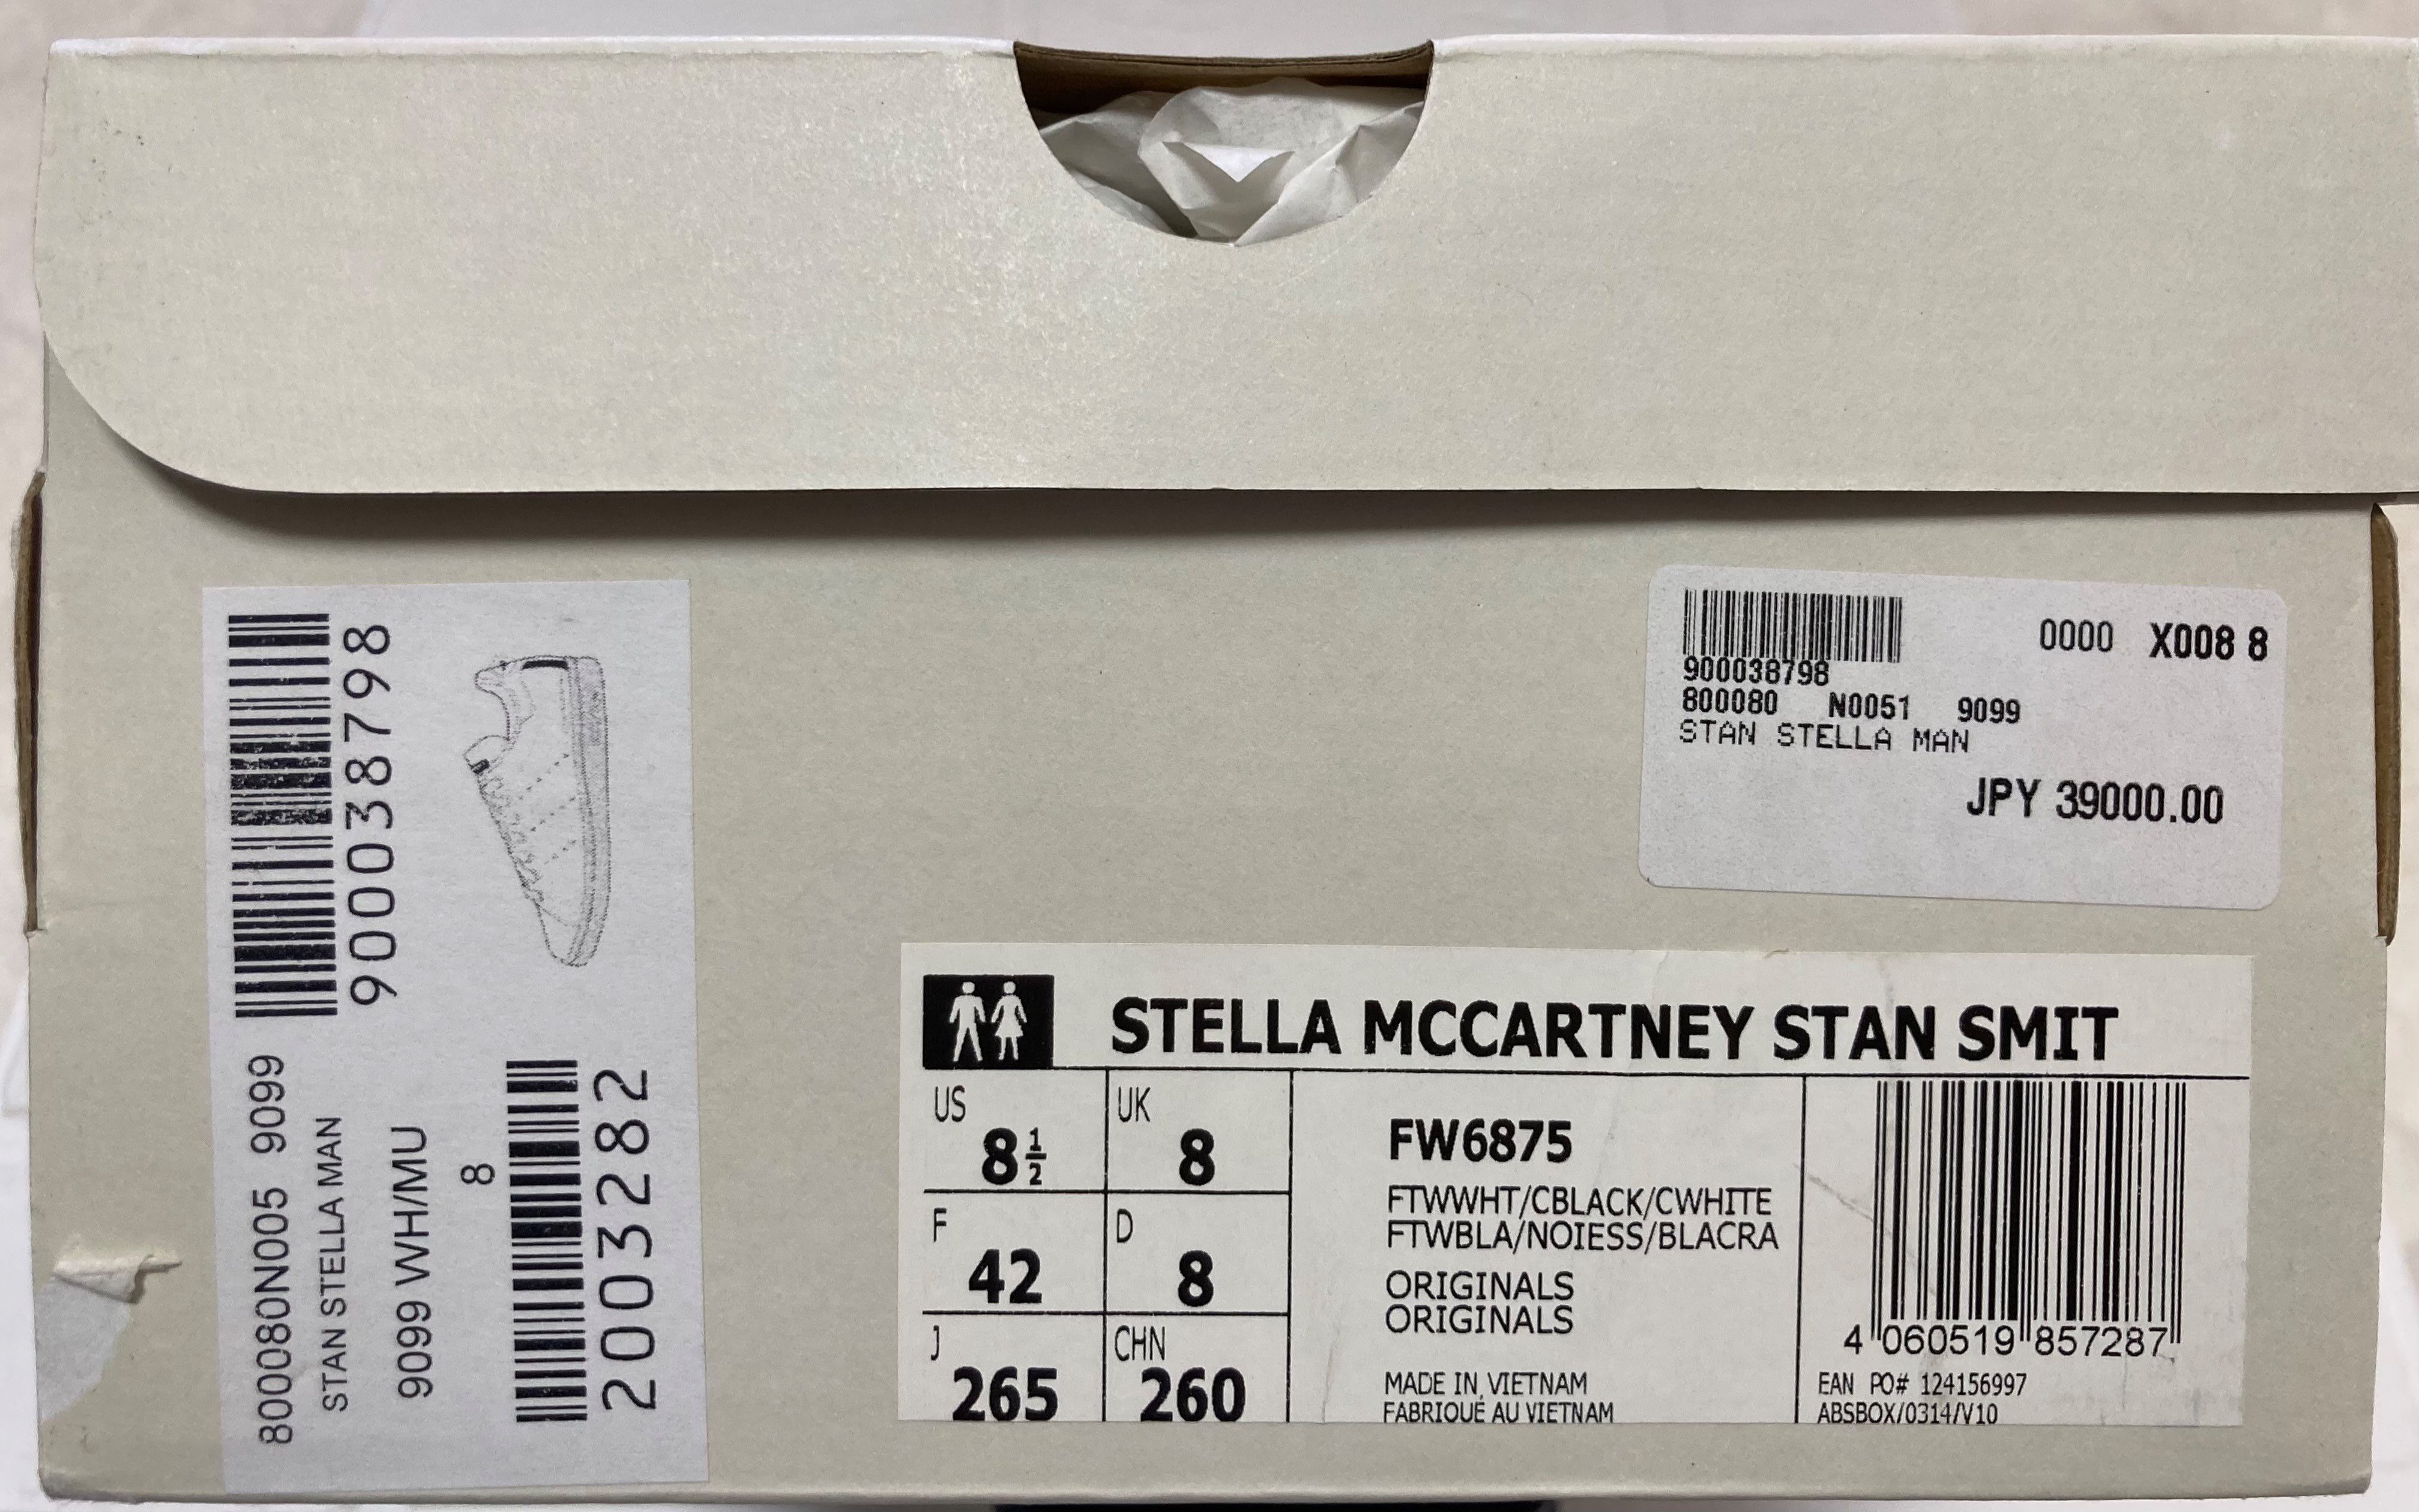 900038798
800080N005 9099
STAN STELLA MAN
9099 WH/MU
8
2003282
0000 X008 8
900038798
800080 N0051 9099
STAN STELLA MAN
JPY 39000.00
STELLA MCCARTNEY STAN SMIT
US 8½ UK 8
F 42 D 8
J 265 CHN 260
FW6875
FTWWHT/CBLACK/CWHITE
FTWBLA/NOIESS/BLACRA
ORIGINALS
ORIGINALS
MADE IN VIETNAM
FABRIQUÉ AU VIETNAM
4 060519 857287
EAN PO# 124156997
ABSBOX/0314/V10